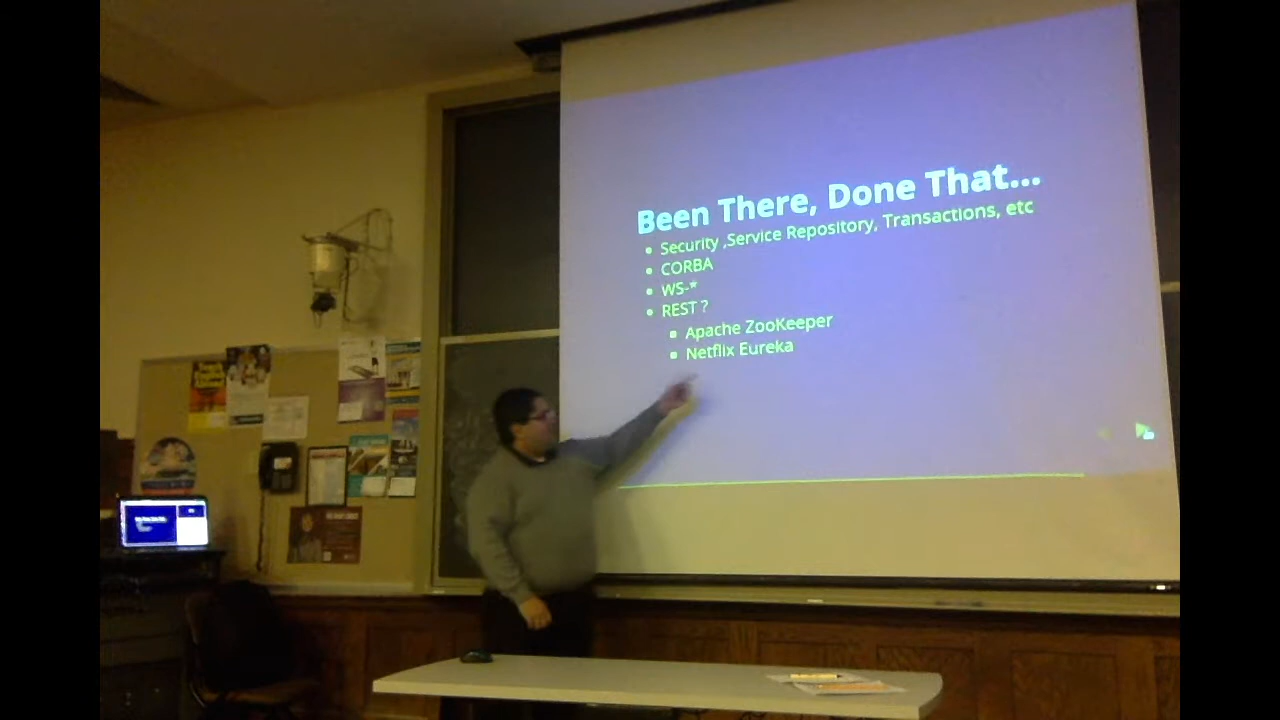 Been There, Done That...
Security ,Service Repository, Transactions, etc
CORBA
WS-*
REST ?
Apache ZooKeeper
Netflix Eureka